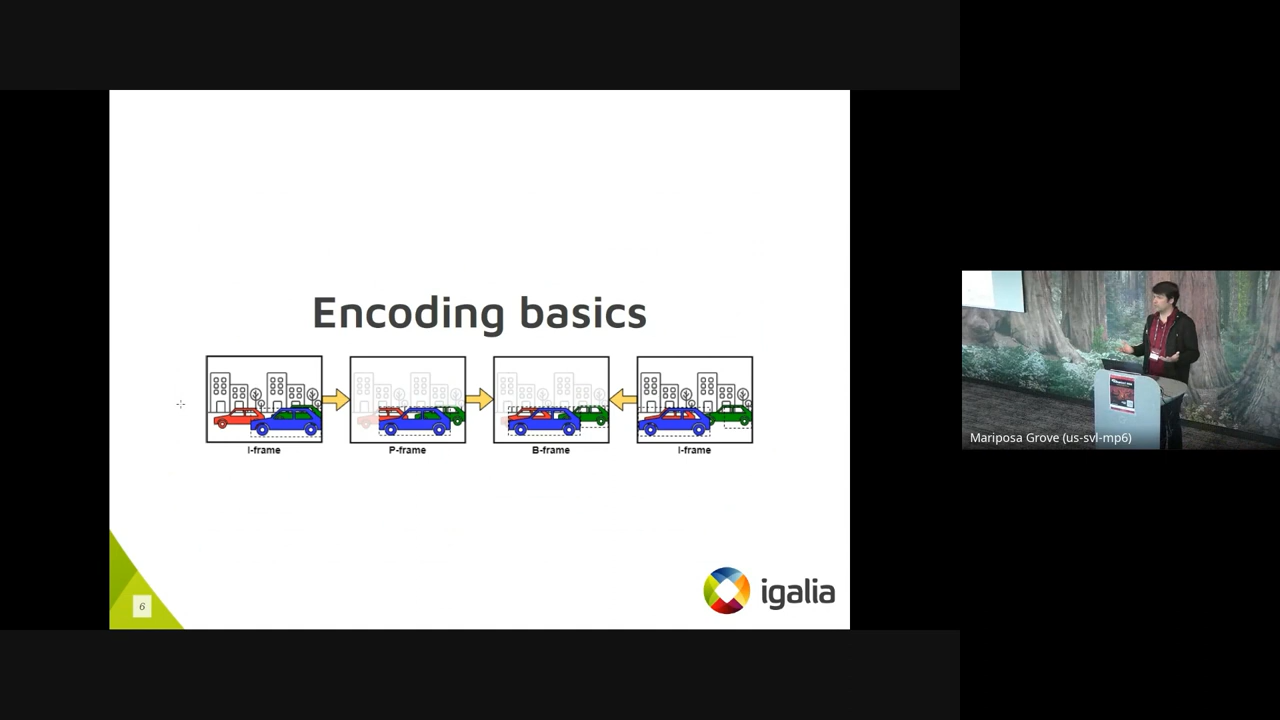 Encoding basics
I-frame
P-frame
B-frame
I-frame
6
igalia
Mariposa Grove (us-svl-mp6)